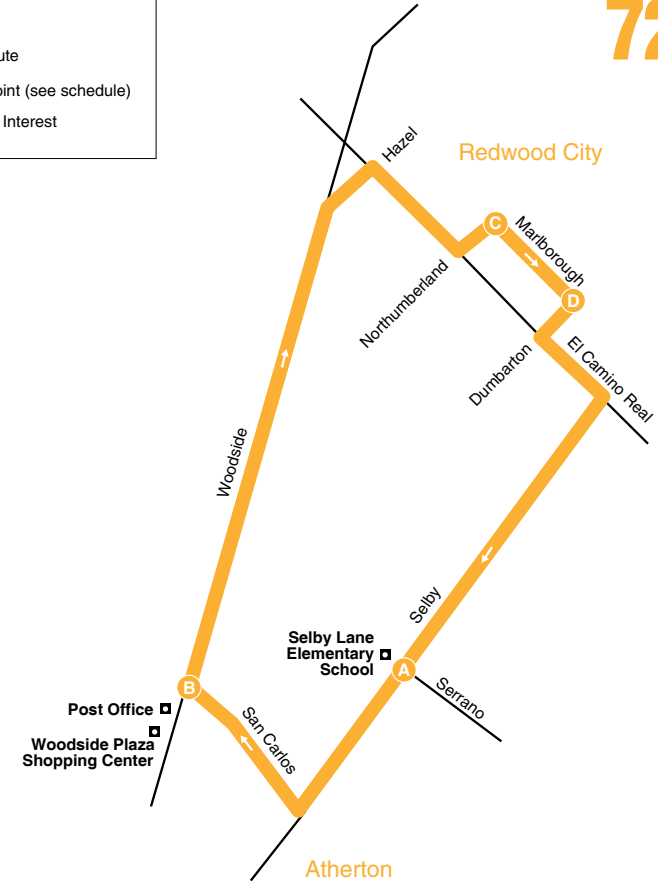 72
ute
oint (see schedule)
Interest
Hazel
Redwood City
C
Marlborough
D
Northumberland
Dumbarton
El Camino Real
Woodside
Selby
Selby Lane
Elementary
School
A
Serrano
B
Post Office
Woodside Plaza
Shopping Center
San Carlos
Atherton